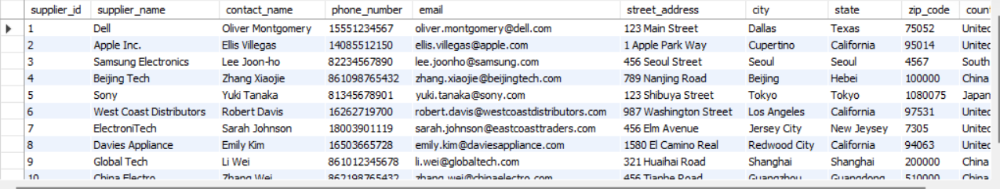 supplier_id supplier_name contact_name phone_number email street_address city state zip_code count
1 Dell Oliver Montgomery 15551234567 oliver.montgomery@dell.com 123 Main Street Dallas Texas 75052 United
2 Apple Inc. Ellis Villegas 14085512150 ellis.villegas@apple.com 1 Apple Park Way Cupertino California 95014 United
3 Samsung Electronics Lee Joon-ho 82234567890 lee.joonho@samsung.com 456 Seoul Street Seoul Seoul 4567 South
4 Beijing Tech Zhang Xiaojie 861098765432 zhang.xiaojie@beijingtech.com 789 Nanjing Road Beijing Hebei 100000 China
5 Sony Yuki Tanaka 81345678901 yuki.tanaka@sony.com 123 Shibuya Street Tokyo Tokyo 1080075 Japan
6 West Coast Distributors Robert Davis 16262719700 robert.davis@westcoastdistributors.com 987 Washington Street Los Angeles California 97531 United
7 ElectroniTech Sarah Johnson 18003901119 sarah.johnson@eastcoasttraders.com 456 Elm Avenue Jersey City New Jeysey 7305 United
8 Davies Appliance Emily Kim 16503665728 emily.kim@daviesappliance.com 1580 El Camino Real Redwood City California 94063 United
9 Global Tech Li Wei 861012345678 li.wei@globaltech.com 321 Huaihai Road Shanghai Shanghai 200000 China
10 China Electro Zhang Wei 862198765432 zhang.wei@chinaelectro.com 456 Tianhe Road Guangzhou Guangdong 510000 China